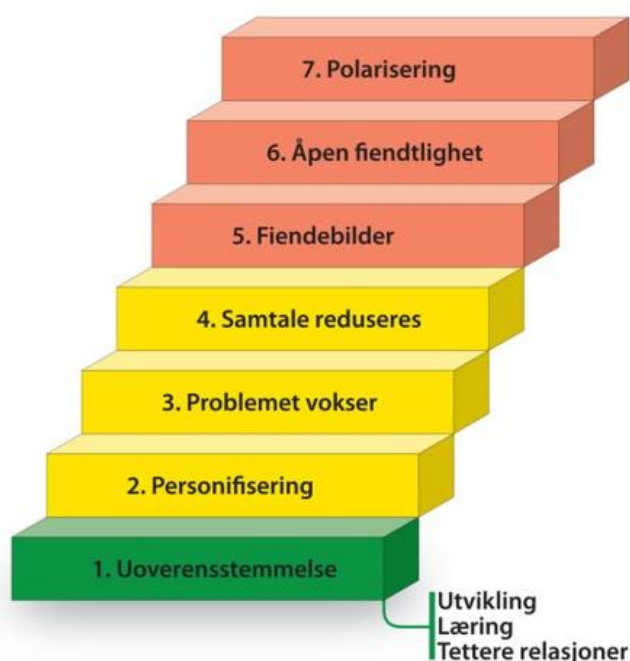 7. Polarisering
6. Åpen fiendtlighet
5. Fiendebilder
4. Samtale reduseres
3. Problemet vokser
2. Personifisering
1. Uoverensstemmelse
Utvikling
Læring
Tettere relasjoner